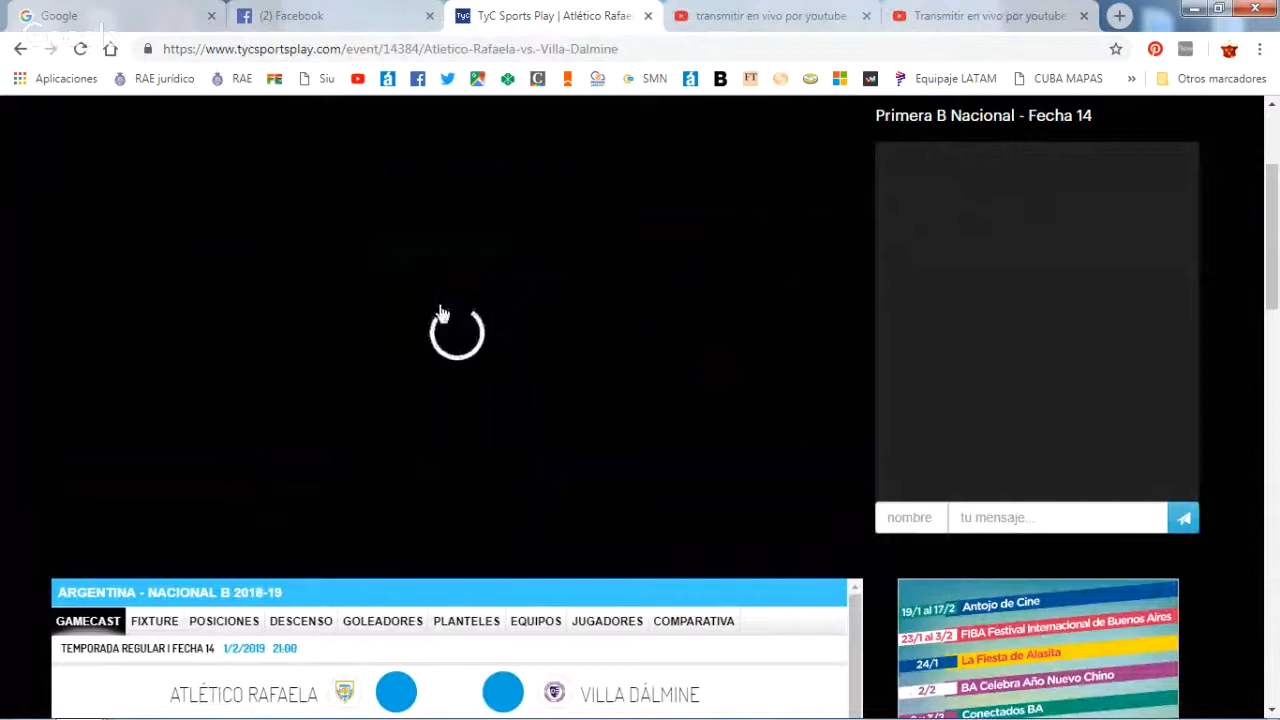 Google
(2) Facebook
TyC Sports Play | Atlético Rafae
transmitir en vivo por youtube
Transmitir en vivo por youtube
https://www.tycsportsplay.com/event/14384/Atletico-Rafaela-vs.-Villa-Dalmine
Aplicaciones
RAE jurídico
RAE
Siu
SMN
Equipaje LATAM
CUBA MAPAS
»
Otros marcadores
Primera B Nacional - Fecha 14
nombre
tu mensaje...
ARGENTINA - NACIONAL B 2018-19
GAMECAST FIXTURE POSICIONES DESCENSO GOLEADORES PLANTELES EQUIPOS JUGADORES COMPARATIVA
TEMPORADA REGULAR | FECHA 14 1/2/2019 21:00
ATLÉTICO RAFAELA
VILLA DÁLMINE
19/1 al 17/2 Antojo de Cine
23/1 al 3/2 FIBA Festival Internacional de Buenos Aires
24/1 La Fiesta de Alasita
2/2 BA Celebra Año Nuevo Chino
Conectados BA